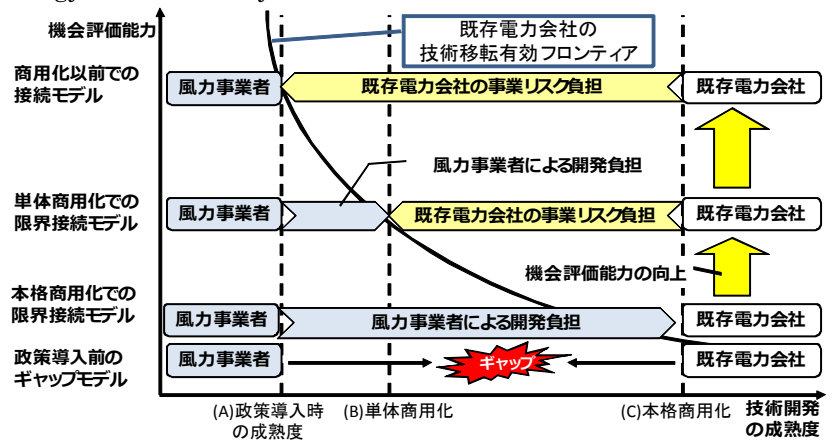 機会評価能力
既存電力会社の
技術移転有効フロンティア
商用化以前での
接続モデル
風力事業者
既存電力会社の事業リスク負担
既存電力会社
風力事業者による開発負担
単体商用化での
限界接続モデル
風力事業者
既存電力会社の事業リスク負担
既存電力会社
機会評価能力の向上
本格商用化での
限界接続モデル
風力事業者
風力事業者による開発負担
既存電力会社
政策導入前の
ギャップモデル
風力事業者
ギャップ
既存電力会社
(A)政策導入時
の成熟度
(B)単体商用化
(C)本格商用化
技術開発
の成熟度